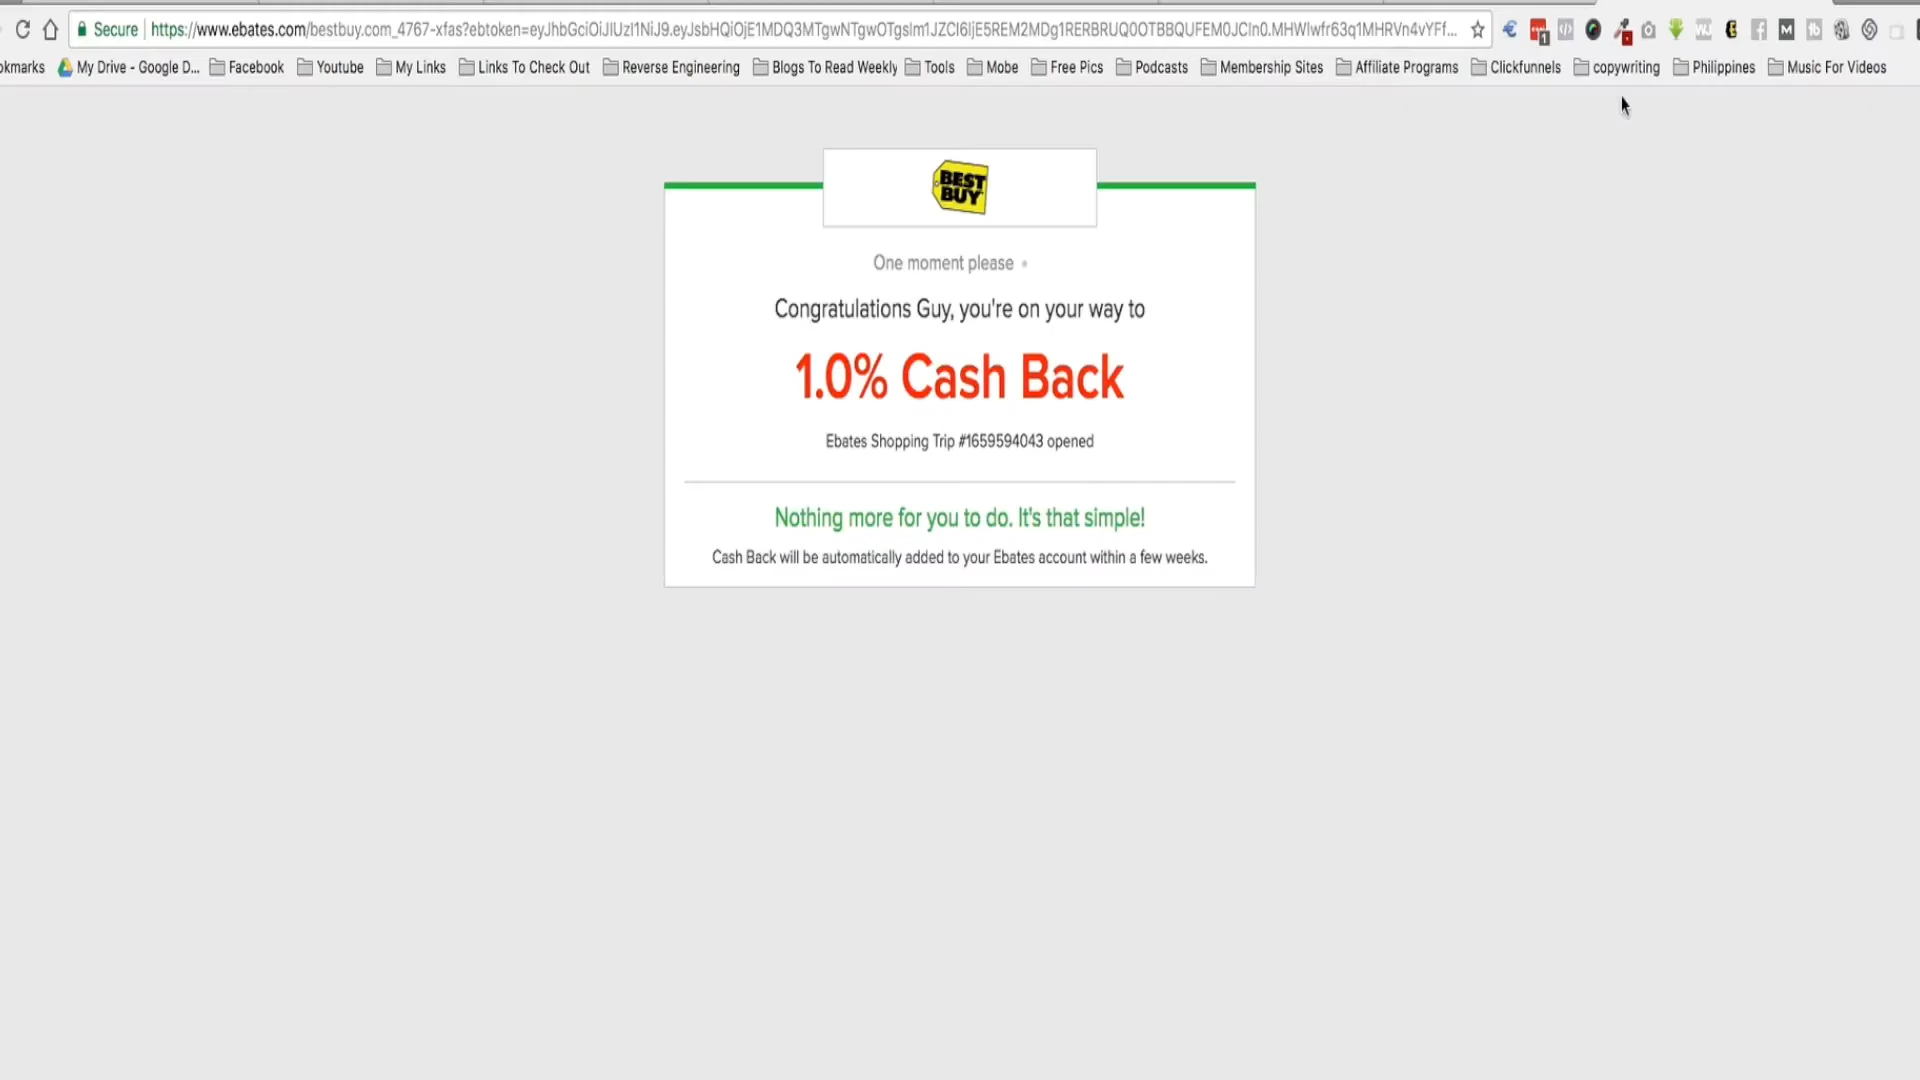 Secure https://www.ebates.com/bestbuy.com_4767-xfas?ebtoken=
okmarks My Drive - Google D... Facebook Youtube My Links Links To Check Out Reverse Engineering Blogs To Read Weekly Tools Mobe Free Pics Podcasts Membership Sites Affiliate Programs Clickfunnels copywriting Philippines Music For Videos
BEST
BUY
One moment please
Congratulations Guy, you're on your way to
1.0% Cash Back
Ebates Shopping Trip #1659594043 opened
Nothing more for you to do. It's that simple!
Cash Back will be automatically added to your Ebates account within a few weeks.